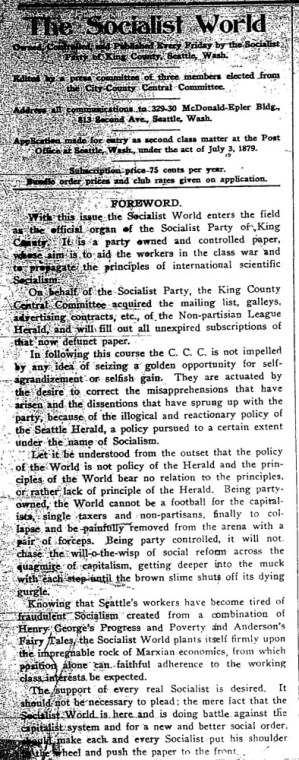 The Socialist World
Owned, Controlled, and Published Every Friday by the Socialist
Party of King County, Seattle, Wash.
Edited by a press committee of three members elected from
the City-County Central Committee.
Address all communications to 329-30 McDonald-Epler Bldg.,
813 Second Ave., Seattle, Wash.
Application made for entry as second class matter at the Post
Office at Seattle, Wash., under the act of July 3, 1879.
Subscription price 75 cents per year.
Bundle order prices and club rates given on application.
FOREWORD.
With this issue the Socialist World enters the field
as the official organ of the Socialist Party of King
County. It is a party owned and controlled paper,
whose aim is to aid the workers in the class war and
to propagate the principles of international scientific
Socialism.
On behalf of the Socialist Party, the King County
Central Committee acquired the mailing list, galleys,
advertising contracts, etc., of the Non-partisian League
Herald, and will fill out all unexpired subscriptions of
that now defunct paper.
In following this course the C. C. C. is not impelled
by any idea of seizing a golden opportunity for self-
agrandizement or selfish gain. They are actuated by
the desire to correct the misapprehensions that have
arisen and the dissentions that have sprung up with the
party, because of the illogical and reactionary policy of
the Seattle Herald, a policy pursued to a certain extent
under the name of Socialism.
Let it be understood from the outset that the policy
of the World is not policy of the Herald and the prin-
ciples of the World bear no relation to the principles,
or rather lack of principle of the Herald. Being party-
owned, the World cannot be a football for the capital-
ists, single taxers and non-partisans, finally to col-
lapse and be painfully removed from the arena with a
pair of forceps. Being party controlled, it will not
chase the will-o-the-wisp of social reform across the
quagmire of capitalism, getting deeper into the muck
with each step until the brown slime shuts off its dying
gurgle.
Knowing that Seattle's workers have become tired of
fraudulent Socialism created from a combination of
Henry George's Progress and Poverty and Anderson's
Fairy Tales, the Socialist World plants itself firmly upon
the impregnable rock of Marxian economics, from which
position alone can faithful adherence to the working
class interests be expected.
The support of every real Socialist is desired. It
should not be necessary to plead; the mere fact that the
Socialist World is here and is doing battle against the
capitalist system and for a new and better social order,
should make each and every Socialist put his shoulder
to the wheel and push the paper to the front.